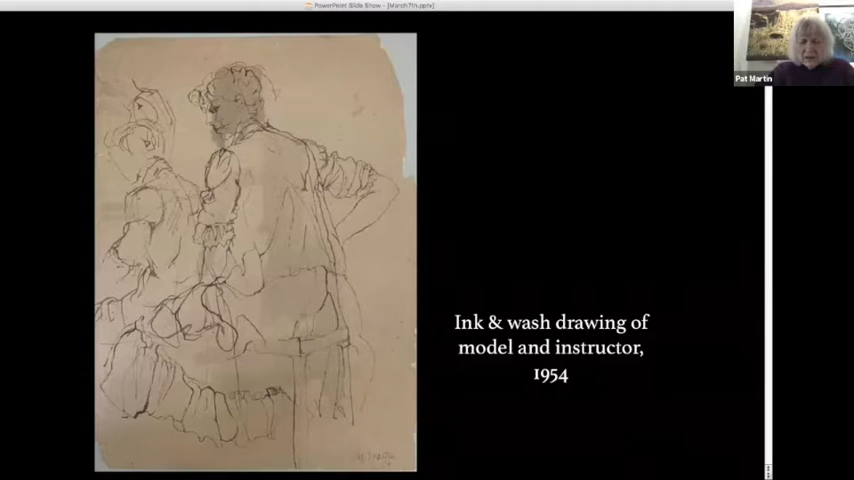 PowerPoint Slide Show - [March7th.pptx]
Pat Martin
Ink & wash drawing of
model and instructor,
1954